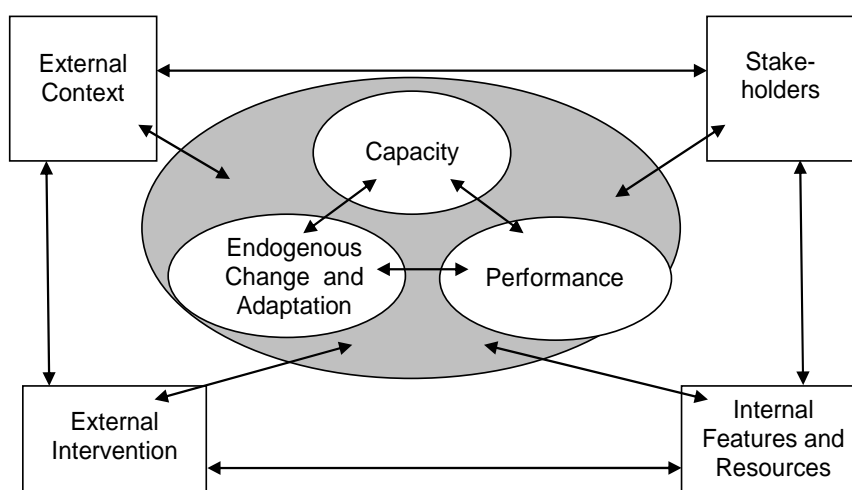 External
Context
Stake-
holders
Capacity
Endogenous
Change and
Adaptation
Performance
External
Intervention
Internal
Features and
Resources